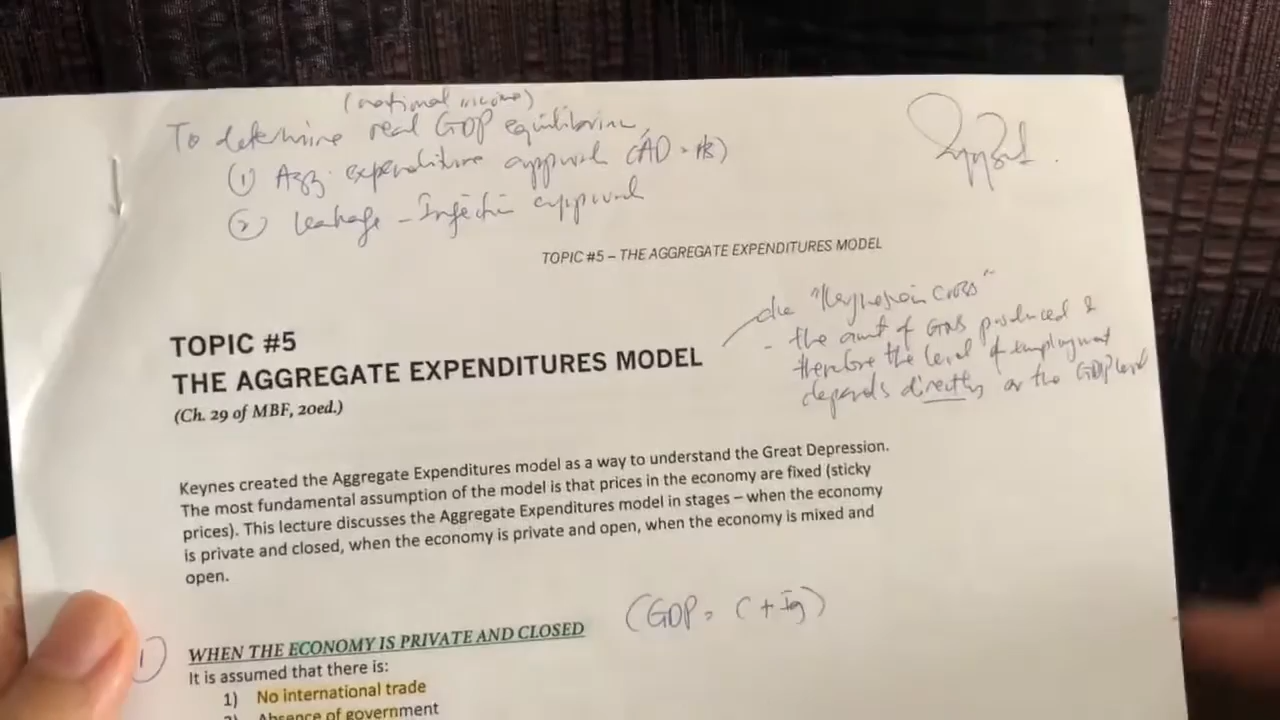 (national income)
To determine real GDP equilibrium,
(1) Agg. expenditure approach (AD = AS)
(2) Leakage - Injection approach
TOPIC #5 – THE AGGREGATE EXPENDITURES MODEL
"Keynesian Cross"
- the amt of G&S produced &
therefore the level of employment
depends directly on the GDP level
TOPIC #5
THE AGGREGATE EXPENDITURES MODEL
(Ch. 29 of MBF, 20ed.)
Keynes created the Aggregate Expenditures model as a way to understand the Great Depression.
The most fundamental assumption of the model is that prices in the economy are fixed (sticky
prices). This lecture discusses the Aggregate Expenditures model in stages – when the economy
is private and closed, when the economy is private and open, when the economy is mixed and
open.
(GDP = C + Ig)
1) WHEN THE ECONOMY IS PRIVATE AND CLOSED
It is assumed that there is:
1) No international trade
2) Absence of government